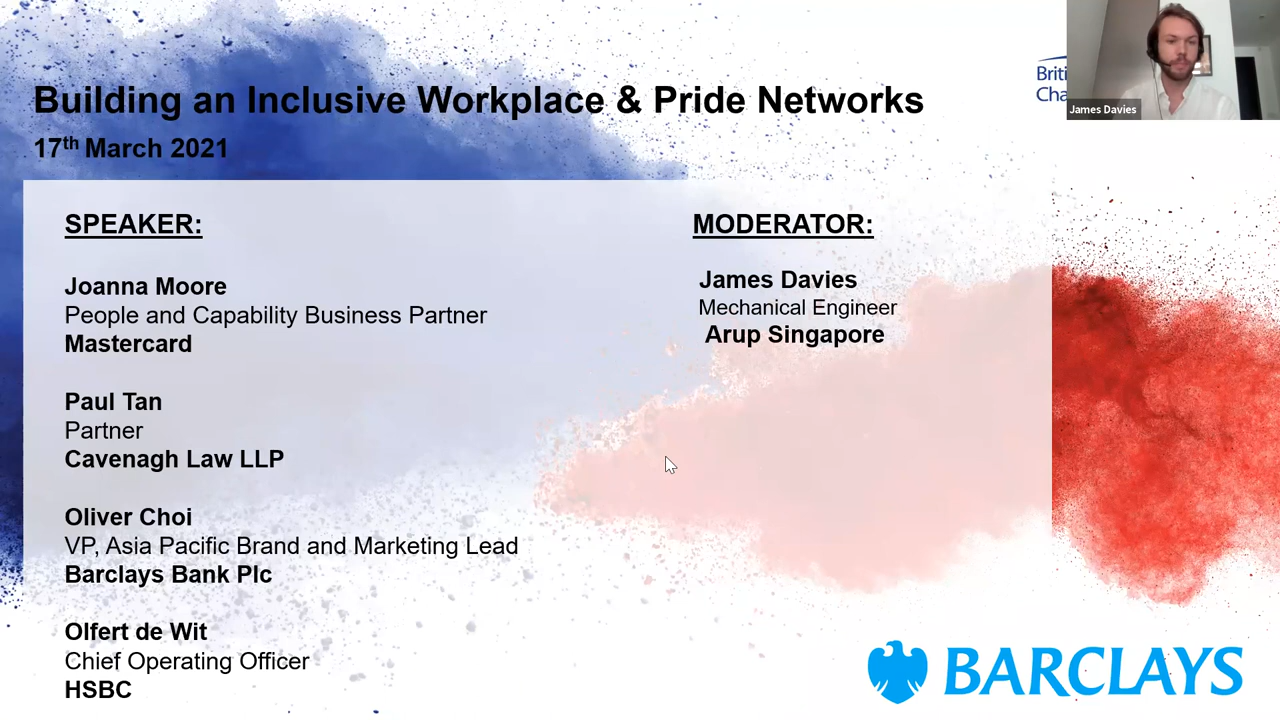 Building an Inclusive Workplace & Pride Networks
17th March 2021
SPEAKER:
Joanna Moore
People and Capability Business Partner
Mastercard
Paul Tan
Partner
Cavenagh Law LLP
Oliver Choi
VP, Asia Pacific Brand and Marketing Lead
Barclays Bank Plc
Olfert de Wit
Chief Operating Officer
HSBC
MODERATOR:
James Davies
Mechanical Engineer
Arup Singapore
James Davies
BARCLAYS